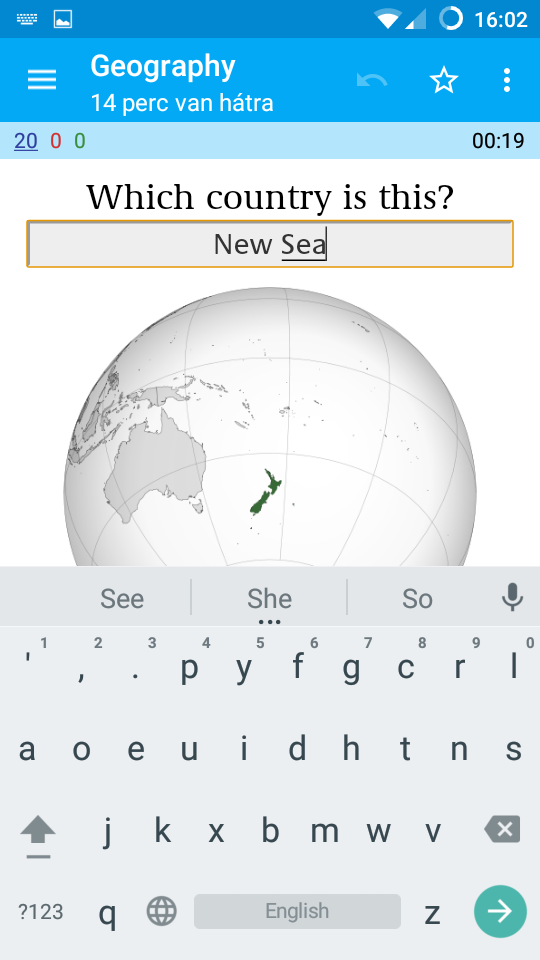 16:02
Geography
14 perc van hátra
20 0 0 00:19
Which country is this?
New Sea
See She So
1 2 3 4 5 6 7 8 9 0
' , . p y f g c r l
a o e u i d h t n s
j k x b m w v
?123 q English z